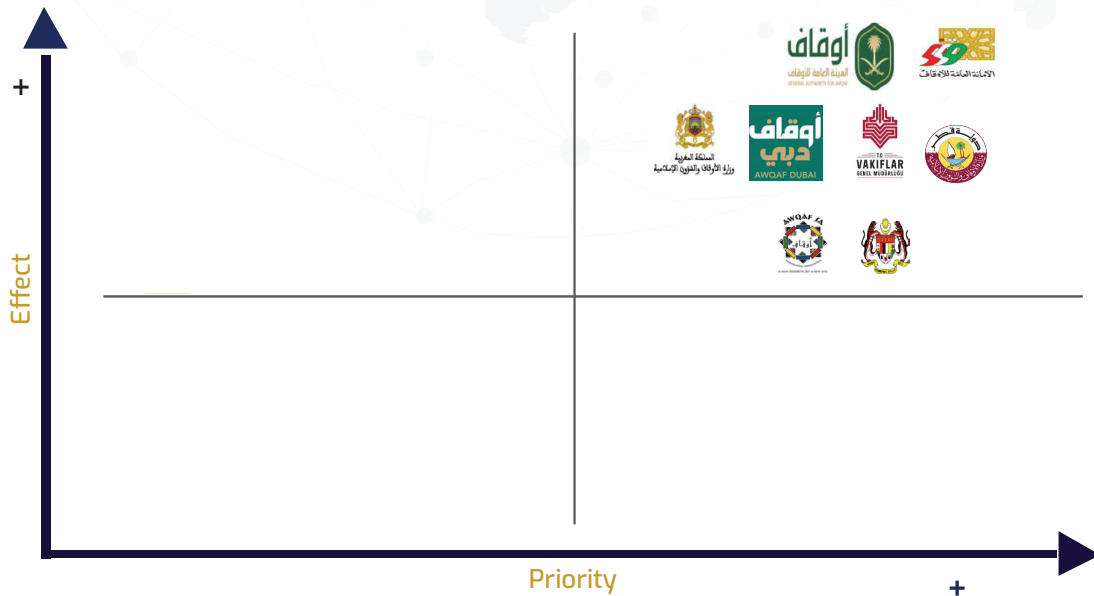 +
أوقاف
الهيئة العامة للأوقاف
GENERAL AUTHORITY FOR AWQAF
الأمانة العامة للأوقاف
المملكة المغربية
وزارة الأوقاف والشؤون الإسلامية
أوقاف
دبي
AWQAF DUBAI
T.C.
VAKIFLAR
GENEL MÜDÜRLÜĞÜ
دولة قطر
AWQAF SA
أوقاف
Effect
Priority
+